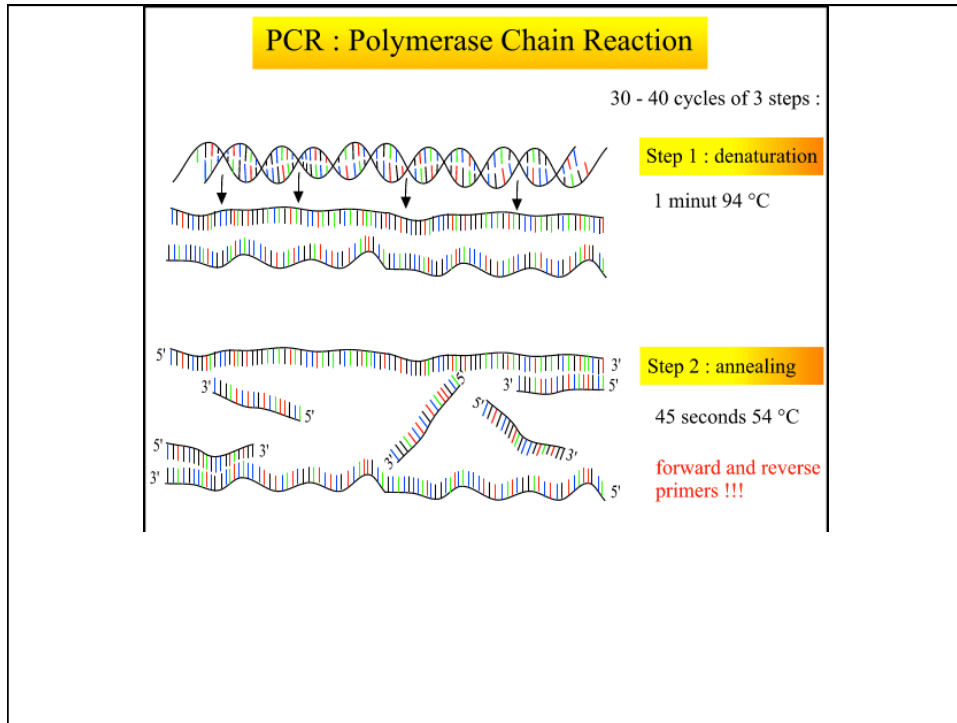 PCR : Polymerase Chain Reaction
30 - 40 cycles of 3 steps :
Step 1 : denaturation
1 minut 94 °C
5'
3'
Step 2 : annealing
3'
5'
5'
3'
5'
3'
5'
3'
5'
3'
45 seconds 54 °C
forward and reverse
primers !!!
3'
5'